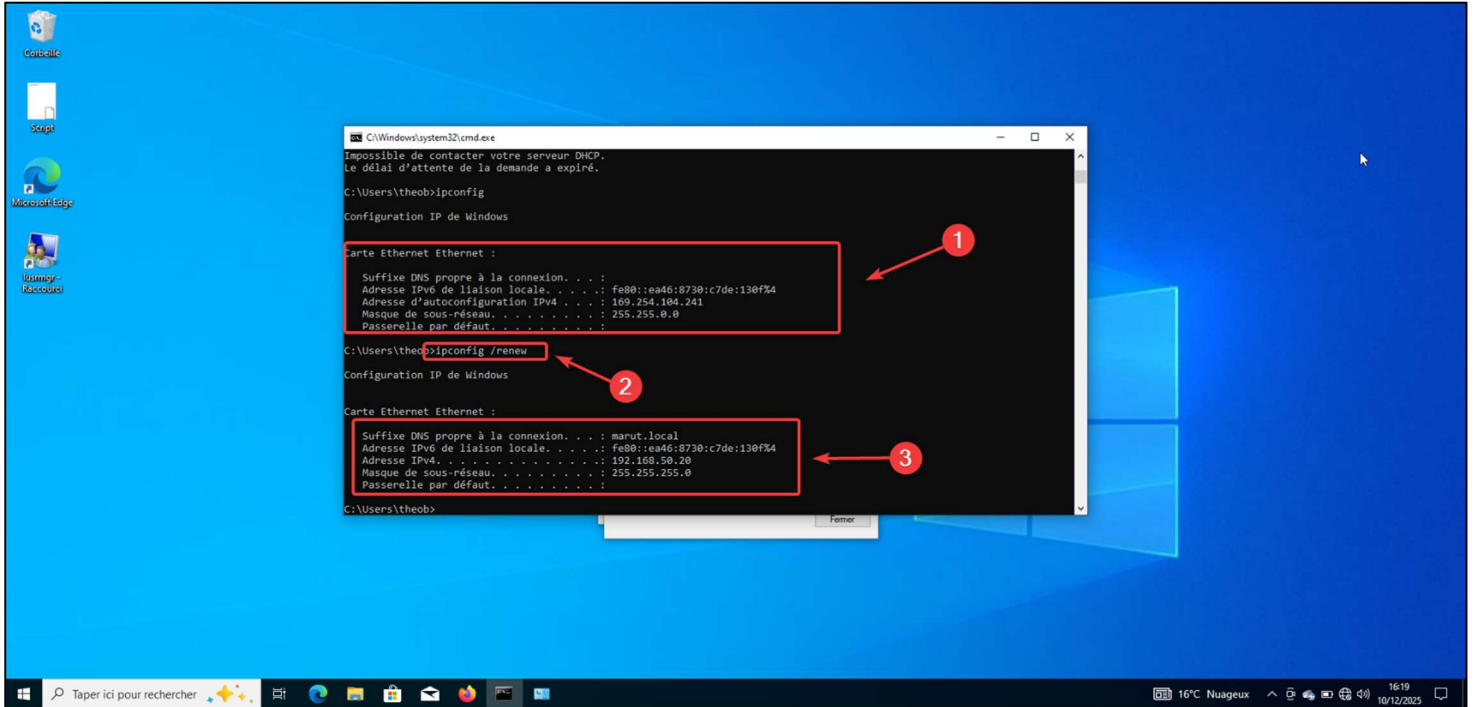 Corbeille
Script
Microsoft Edge
lusrmgr -
Raccourci
C:\Windows\system32\cmd.exe
Impossible de contacter votre serveur DHCP.
Le délai d'attente de la demande a expiré.
C:\Users\theob>ipconfig
Configuration IP de Windows
Carte Ethernet Ethernet :
Suffixe DNS propre à la connexion. . . :
Adresse IPv6 de liaison locale. . . . .: fe80::ea46:8730:c7de:130f%4
Adresse d'autoconfiguration IPv4 . . . : 169.254.104.241
Masque de sous-réseau. . . . . . . . . : 255.255.0.0
Passerelle par défaut. . . . . . . . . :
1
C:\Users\theob>ipconfig /renew
2
Configuration IP de Windows
Carte Ethernet Ethernet :
Suffixe DNS propre à la connexion. . . : marut.local
Adresse IPv6 de liaison locale. . . . .: fe80::ea46:8730:c7de:130f%4
Adresse IPv4. . . . . . . . . . . . . .: 192.168.50.20
Masque de sous-réseau. . . . . . . . . : 255.255.255.0
Passerelle par défaut. . . . . . . . . :
3
C:\Users\theob>
Fermer
Taper ici pour rechercher
16°C Nuageux
16:19
10/12/2025